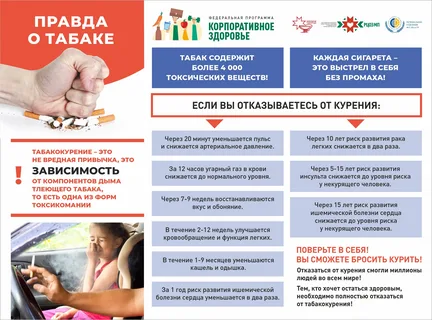 ПРАВДА
О ТАБАКЕ
ТАБАКОКУРЕНИЕ – ЭТО
НЕ ВРЕДНАЯ ПРИВЫЧКА, ЭТО
ЗАВИСИМОСТЬ
ОТ КОМПОНЕНТОВ ДЫМА
ТЛЕЮЩЕГО ТАБАКА,
ТО ЕСТЬ ОДНА ИЗ ФОРМ
ТОКСИКОМАНИИ
!
ФЕДЕРАЛЬНАЯ ПРОГРАММА
КОРПОРАТИВНОЕ
ЗДОРОВЬЕ
ТАБАК СОДЕРЖИТ
БОЛЕЕ 4 000
ТОКСИЧЕСКИХ ВЕЩЕСТВ!
КАЖДАЯ СИГАРЕТА –
ЭТО ВЫСТРЕЛ В СЕБЯ
БЕЗ ПРОМАХА!
ЕСЛИ ВЫ ОТКАЗЫВАЕТЕСЬ ОТ КУРЕНИЯ:
Через 20 минут уменьшается пульс
и снижается артериальное давление.
За 12 часов угарный газ в крови
снижается до нормального уровня.
Через 7-9 недель восстанавливаются
вкус и обоняние.
В течение 2-12 недель улучшается
кровообращение и функция легких.
В течение 1-9 месяцев уменьшаются
кашель и одышка.
За 1 год риск развития ишемической
болезни сердца уменьшается в два раза.
Через 10 лет риск развития рака
легких снижается в два раза.
Через 5-15 лет риск развития
инсульта снижается до уровня риска
у некурящего человека.
Через 15 лет риск развития
ишемической болезни сердца
снижается до уровня риска
у некурящего человека.
ПОВЕРЬТЕ В СЕБЯ!
ВЫ СМОЖЕТЕ БРОСИТЬ КУРИТЬ!
Отказаться от курения смогли миллионы
людей во всем мире!
Тем, кто хочет остаться здоровым,
необходимо полностью отказаться
от табакокурения!